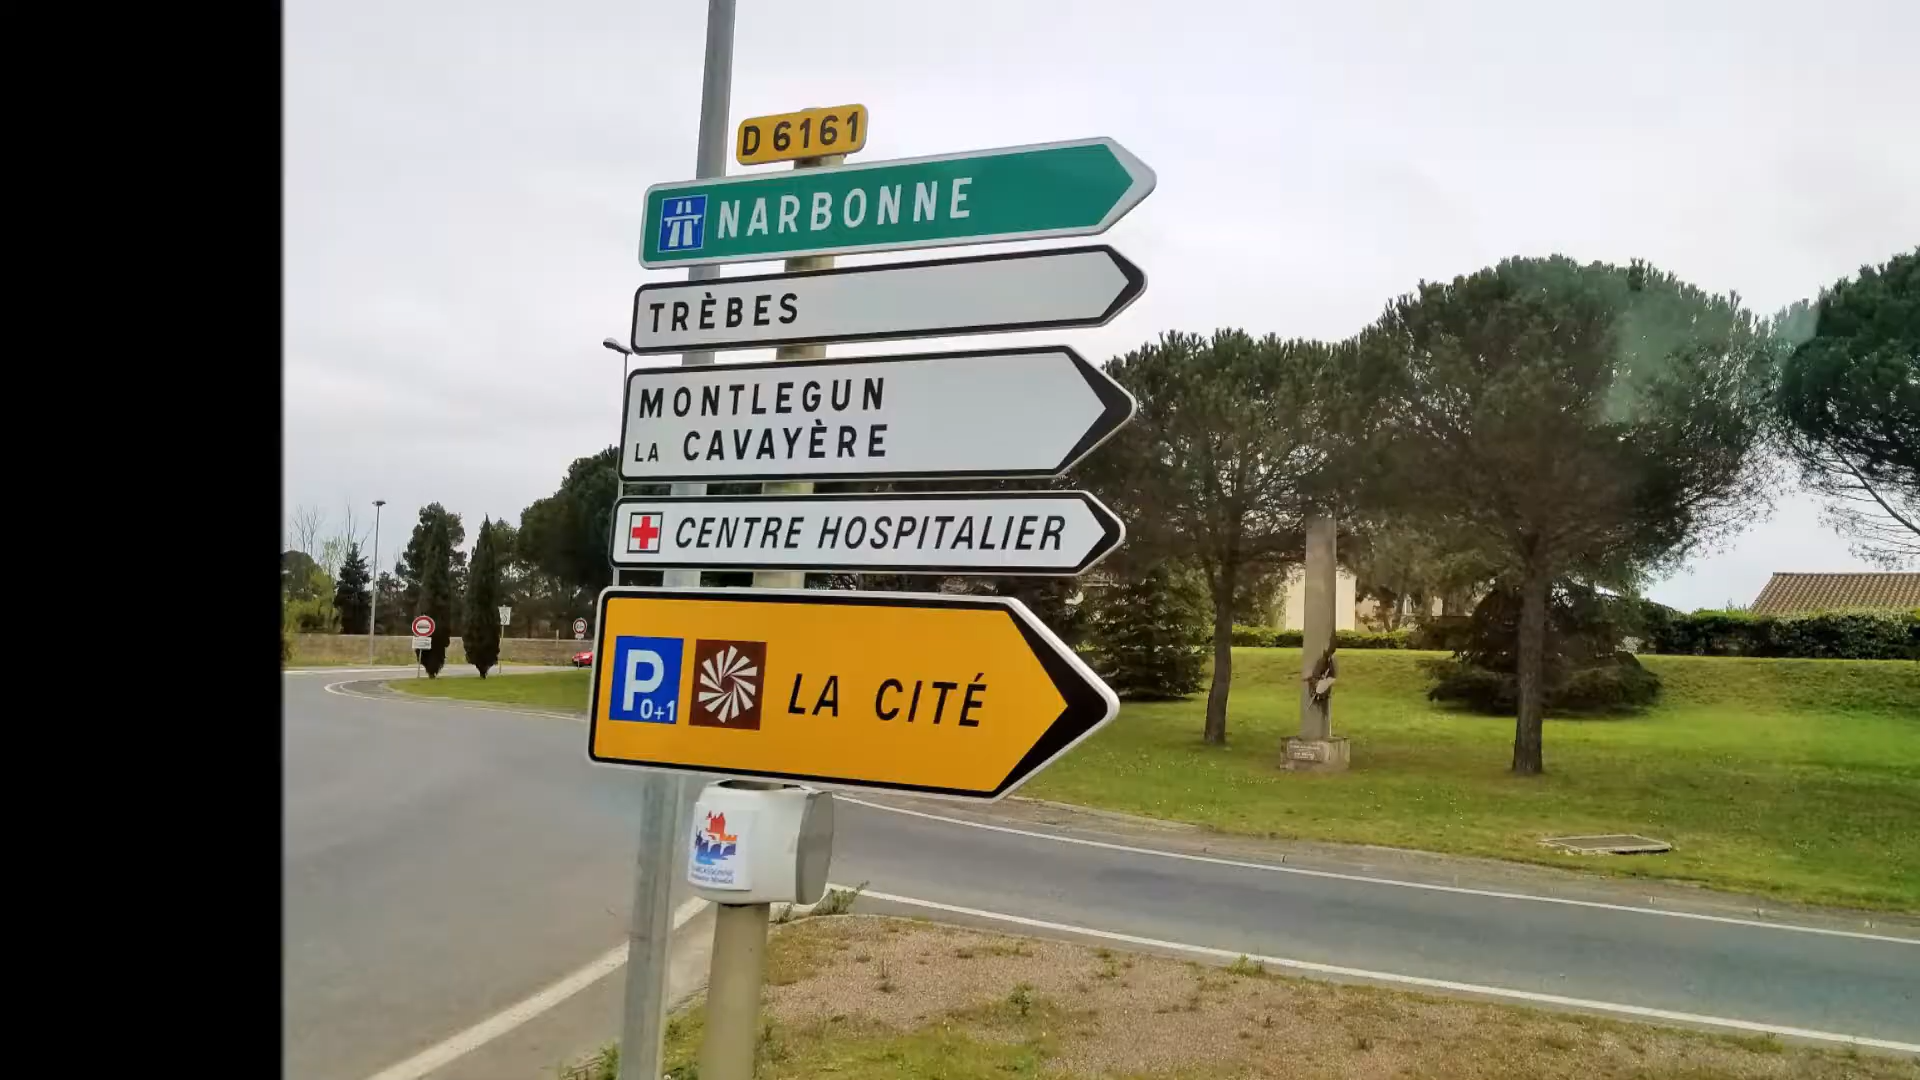 D 6161
NARBONNE
TRÈBES
MONTLEGUN
LA CAVAYÈRE
CENTRE HOSPITALIER
P 0+1 LA CITÉ